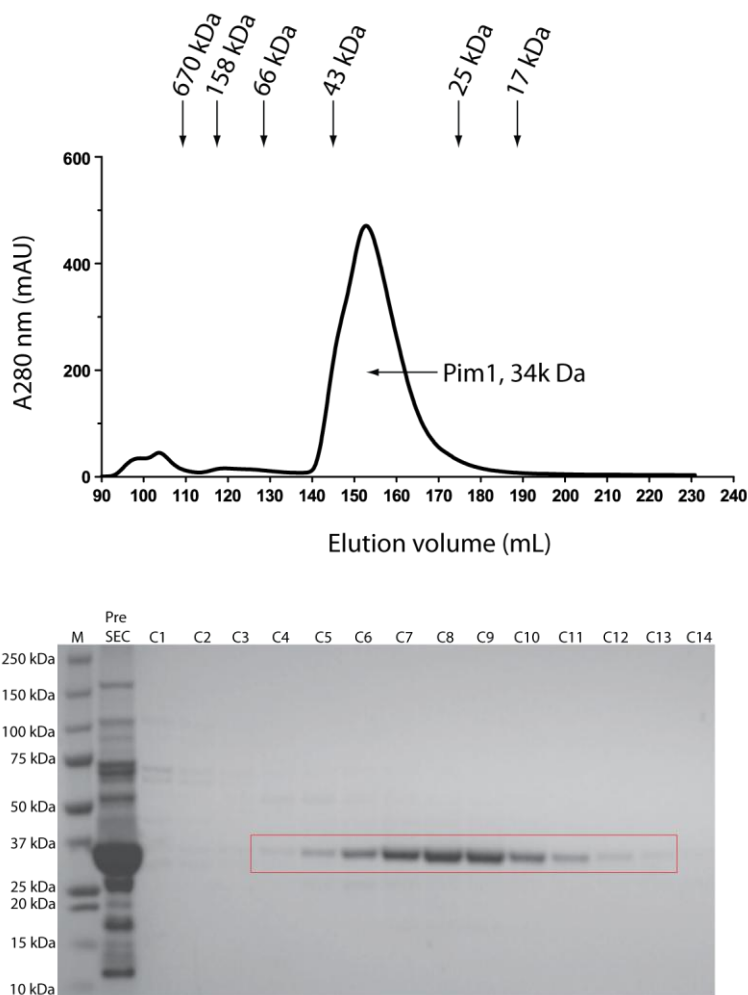 670 kDa 158 kDa 66 kDa 43 kDa 25 kDa 17 kDa
600
400
200
0
A280 nm (mAU)
Pim1, 34k Da
90 100 110 120 130 140 150 160 170 180 190 200 210 220 230 240
Elution volume (mL)
Pre
M SEC C1 C2 C3 C4 C5 C6 C7 C8 C9 C10 C11 C12 C13 C14
250 kDa
150 kDa
100 kDa
75 kDa
50 kDa
37 kDa
25 kDa
20 kDa
15 kDa
10 kDa